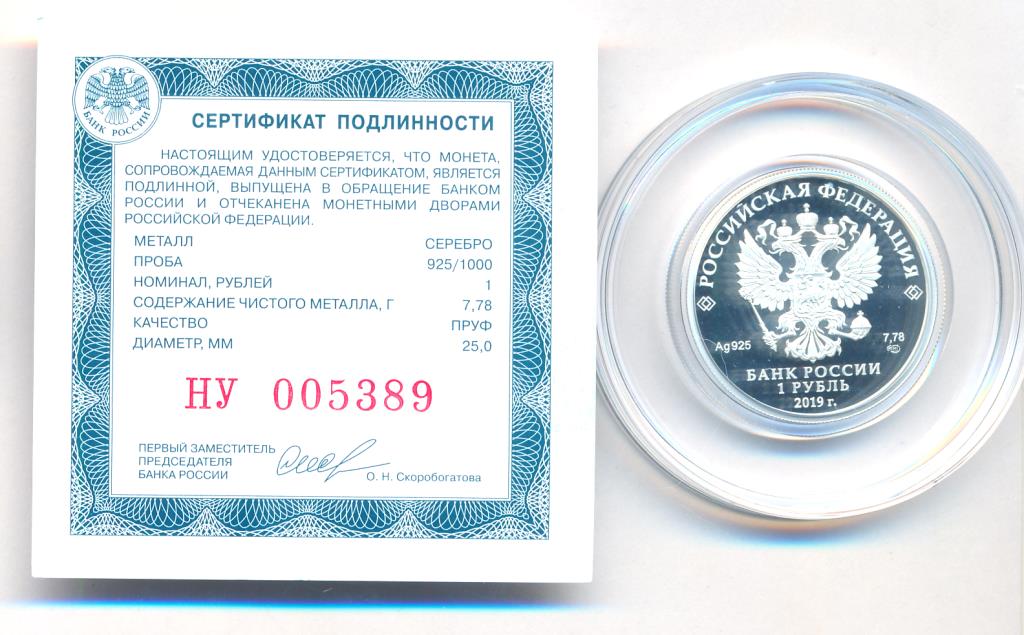 БАНК РОССИИ
СЕРТИФИКАТ ПОДЛИННОСТИ
НАСТОЯЩИМ УДОСТОВЕРЯЕТСЯ, ЧТО МОНЕТА,
СОПРОВОЖДАЕМАЯ ДАННЫМ СЕРТИФИКАТОМ, ЯВЛЯЕТСЯ
ПОДЛИННОЙ, ВЫПУЩЕНА В ОБРАЩЕНИЕ БАНКОМ
РОССИИ И ОТЧЕКАНЕНА МОНЕТНЫМИ ДВОРАМИ
РОССИЙСКОЙ ФЕДЕРАЦИИ.
МЕТАЛЛ СЕРЕБРО
ПРОБА 925/1000
НОМИНАЛ, РУБЛЕЙ 1
СОДЕРЖАНИЕ ЧИСТОГО МЕТАЛЛА, Г 7,78
КАЧЕСТВО ПРУФ
ДИАМЕТР, ММ 25,0
НУ 005389
ПЕРВЫЙ ЗАМЕСТИТЕЛЬ
ПРЕДСЕДАТЕЛЯ
БАНКА РОССИИ О. Н. Скоробогатова
РОССИЙСКАЯ ФЕДЕРАЦИЯ
Ag 925 7,78
БАНК РОССИИ
1 РУБЛЬ
2019 г.